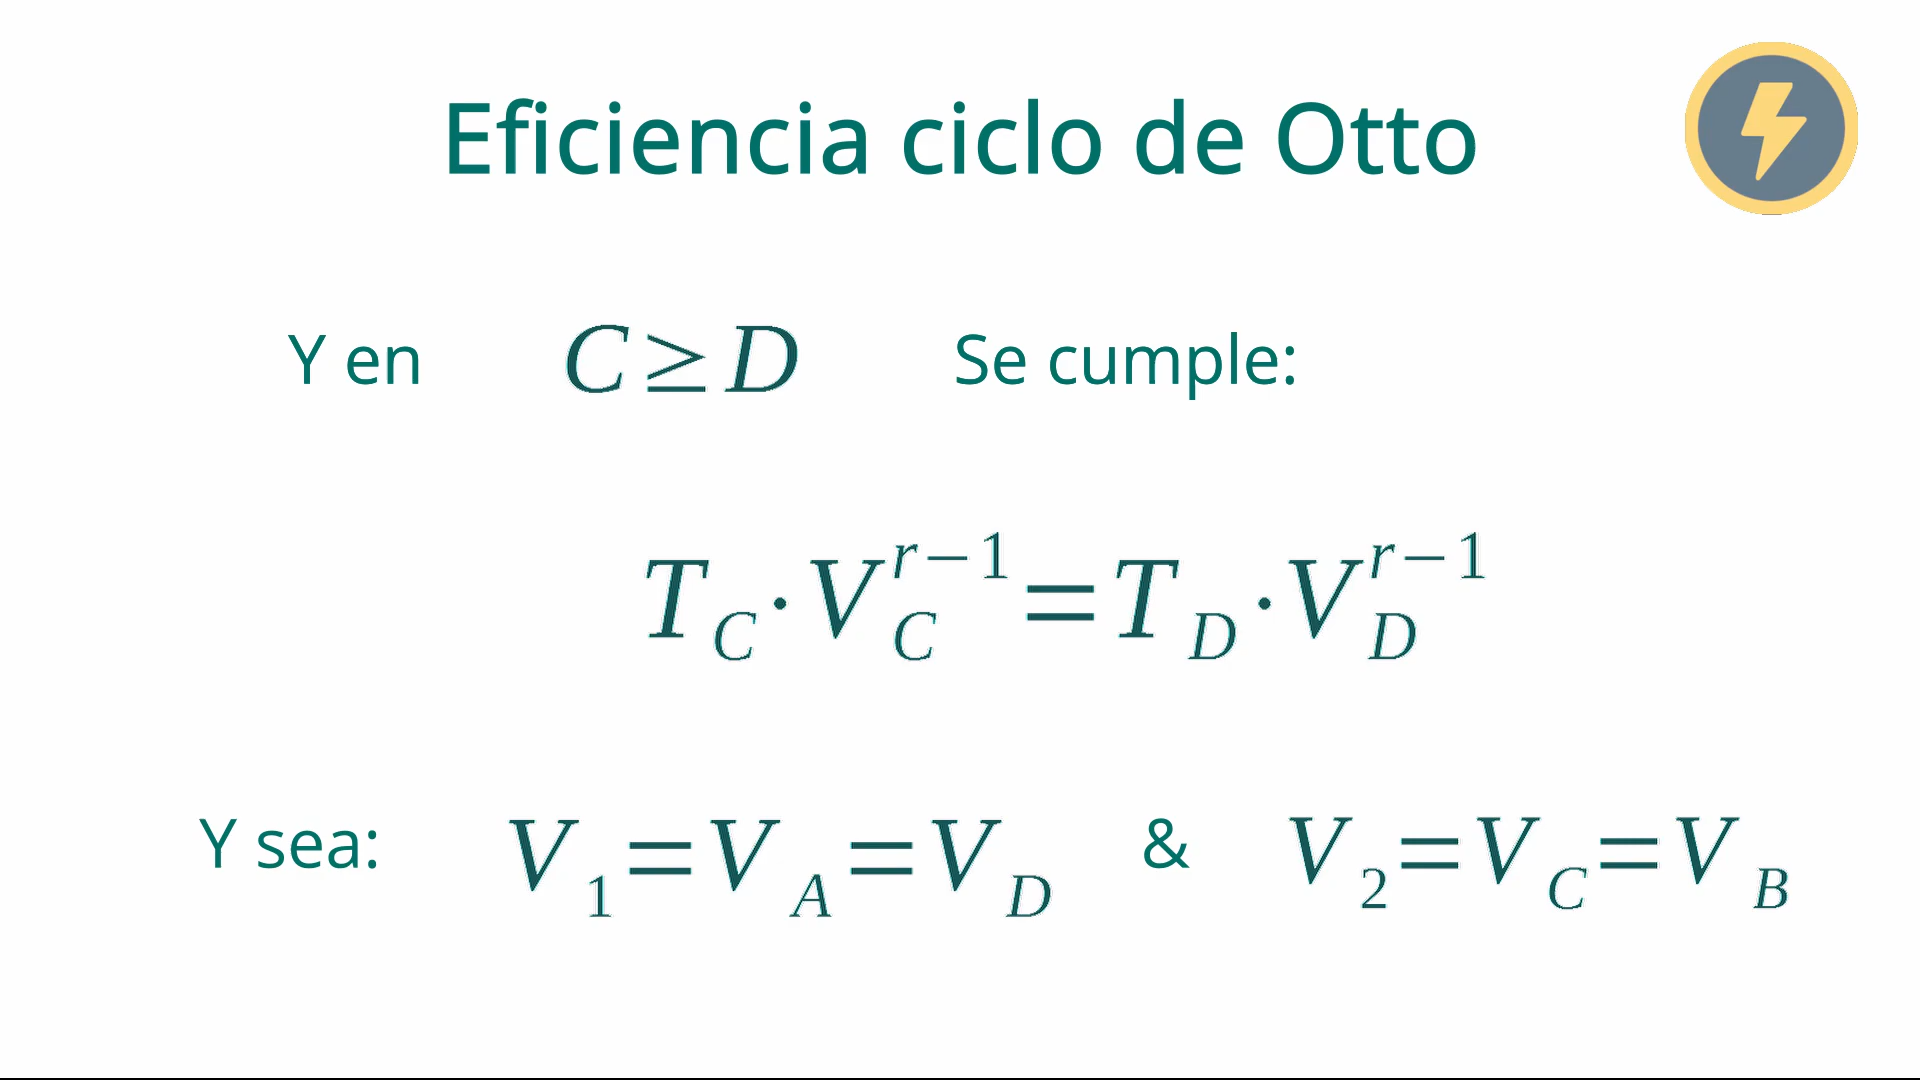 Eficiencia ciclo de Otto
Y en C ≥ D Se cumple:
T_C · V_C^{r−1} = T_D · V_D^{r−1}
Y sea: V_1 = V_A = V_D & V_2 = V_C = V_B